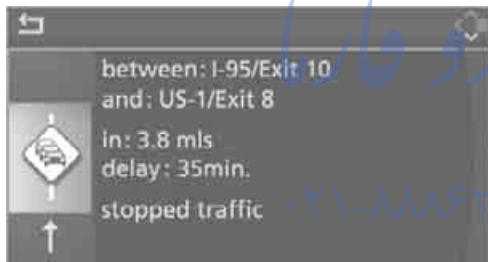 between: I-95/Exit 10
and: US-1/Exit 8
in: 3.8 mls
delay: 35min.
stopped traffic